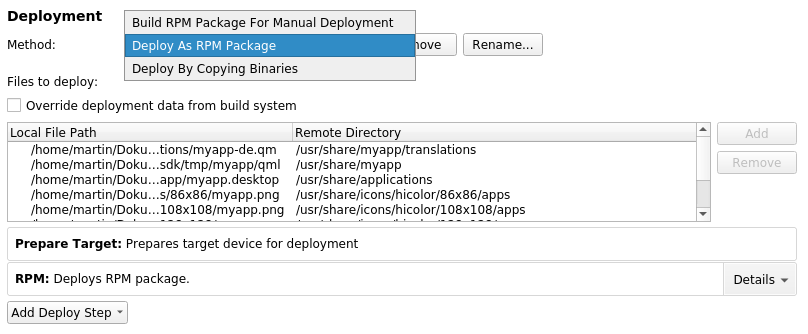 Deployment
Build RPM Package For Manual Deployment
Method:
Deploy As RPM Package
Rename...
Deploy By Copying Binaries
Files to deploy:
Override deployment data from build system
Local File Path Remote Directory
Add
/home/martin/Doku...tions/myapp-de.qm /usr/share/myapp/translations
/home/martin/Doku...sdk/tmp/myapp/qml /usr/share/myapp
Remove
/home/martin/Doku...app/myapp.desktop /usr/share/applications
/home/martin/Doku...s/86x86/myapp.png /usr/share/icons/hicolor/86x86/apps
/home/martin/Doku...108x108/myapp.png /usr/share/icons/hicolor/108x108/apps
Prepare Target: Prepares target device for deployment
RPM: Deploys RPM package.
Details
Add Deploy Step